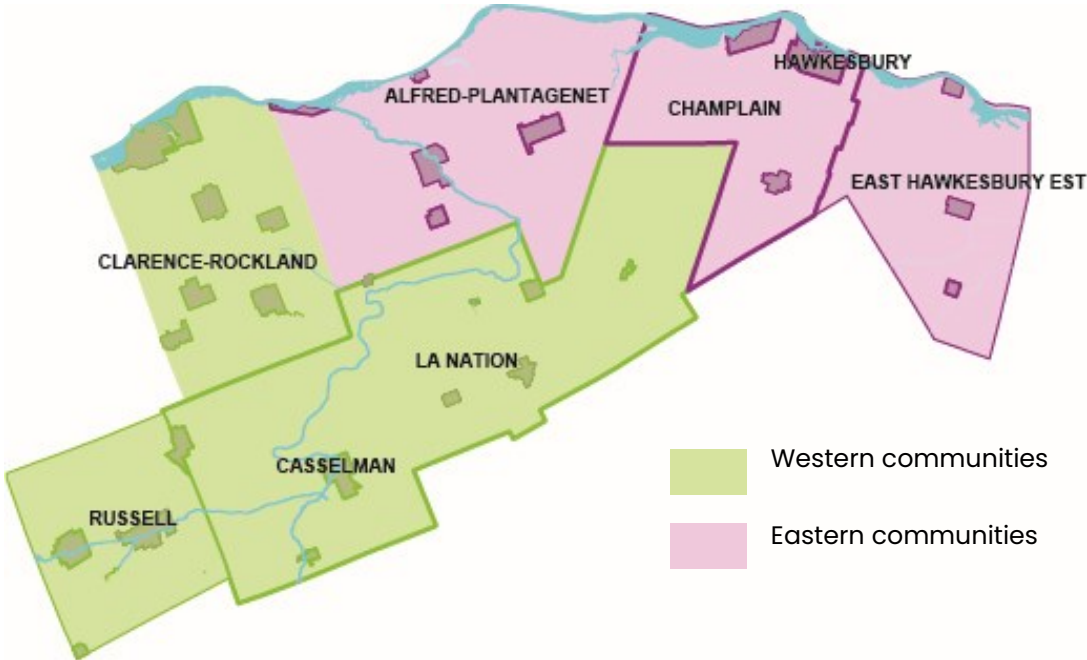 HAWKESBURY
ALFRED-PLANTAGENET
CHAMPLAIN
EAST HAWKESBURY EST
CLARENCE-ROCKLAND
LA NATION
CASSELMAN
RUSSELL
Western communities
Eastern communities